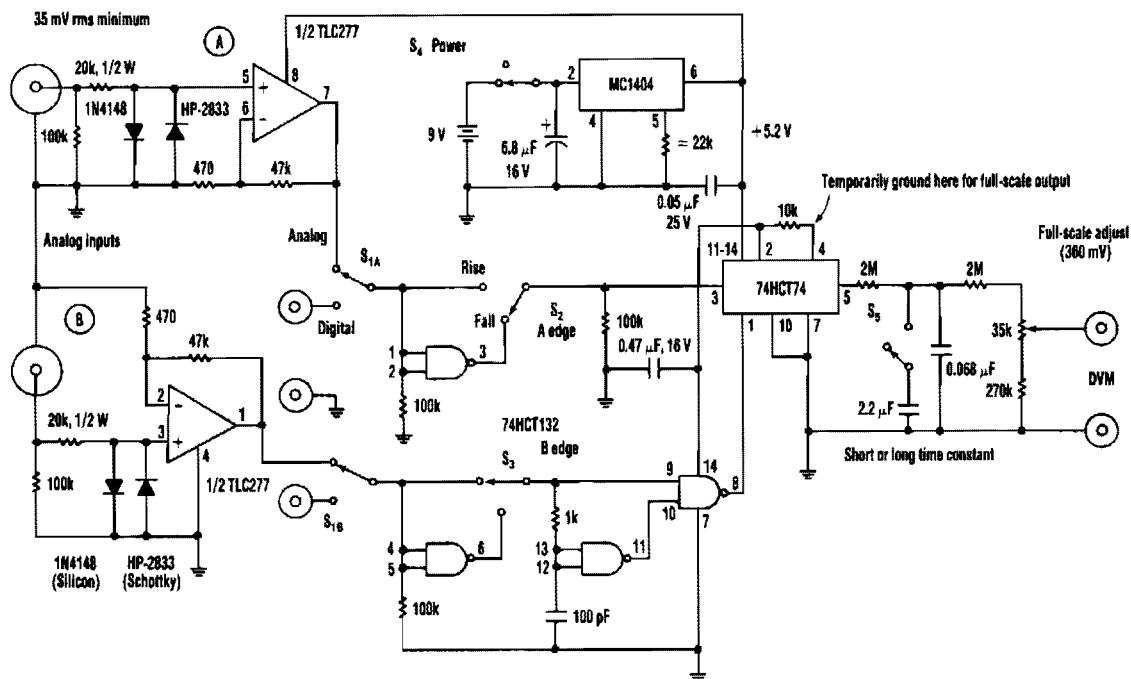 35 mV rms minimum
A
1/2 TLC277
20k, 1/2 W
1N4148
HP-2833
100k
5
6
8
7
+
-
470
47k
Analog inputs
S4 Power
9 V
+
6.8 µF
16 V
2
MC1404
6
4
5
≈ 22k
+5.2 V
0.05 µF
25 V
Temporarily ground here for full-scale output
10k
Full-scale adjust
(360 mV)
Analog
S1A
Digital
Rise
Fall
S2
A edge
11-14
2
4
3
74HCT74
5
1
10
7
2M
2M
S5
35k
0.068 µF
270k
2.2 µF
DVM
Short or long time constant
100k
0.47 µF, 16 V
1
2
3
100k
B
470
47k
2
3
-
+
1
4
20k, 1/2 W
100k
1/2 TLC277
1N4148
(Silicon)
HP-2833
(Schottky)
74HCT132
B edge
S3
S1B
4
5
6
100k
1k
13
12
11
100 pF
9
10
14
8
7